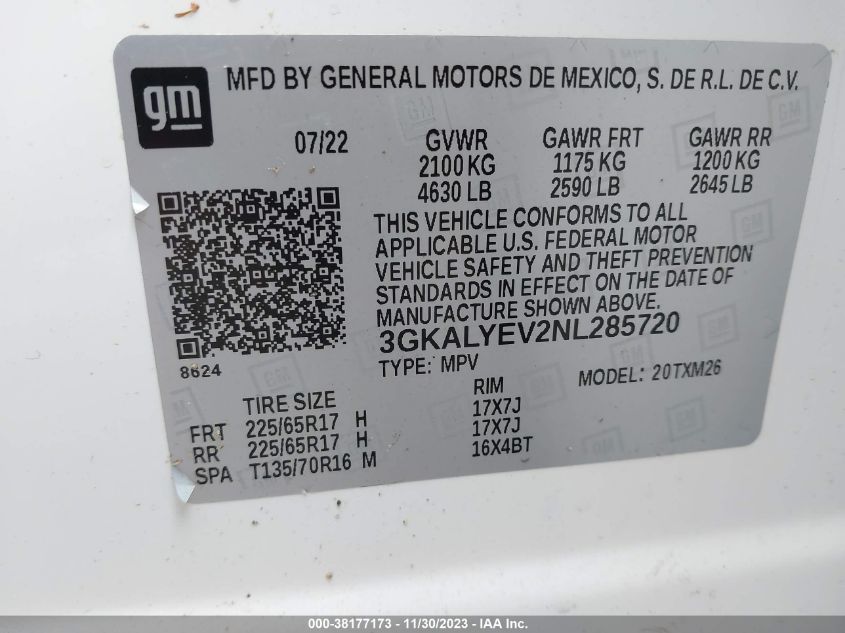 gm MFD BY GENERAL MOTORS DE MEXICO, S. DE R.L. DE C.V.
07/22 GVWR GAWR FRT GAWR RR
2100 KG 1175 KG 1200 KG
4630 LB 2590 LB 2645 LB
THIS VEHICLE CONFORMS TO ALL
APPLICABLE U.S. FEDERAL MOTOR
VEHICLE SAFETY AND THEFT PREVENTION
STANDARDS IN EFFECT ON THE DATE OF
MANUFACTURE SHOWN ABOVE.
3GKALYEV2NL285720
8624 TYPE: MPV MODEL: 20TXM26
TIRE SIZE RIM
FRT 225/65R17 H 17X7J
RR 225/65R17 H 17X7J
SPA T135/70R16 M 16X4BT
000-38177173 - 11/30/2023 - IAA Inc.